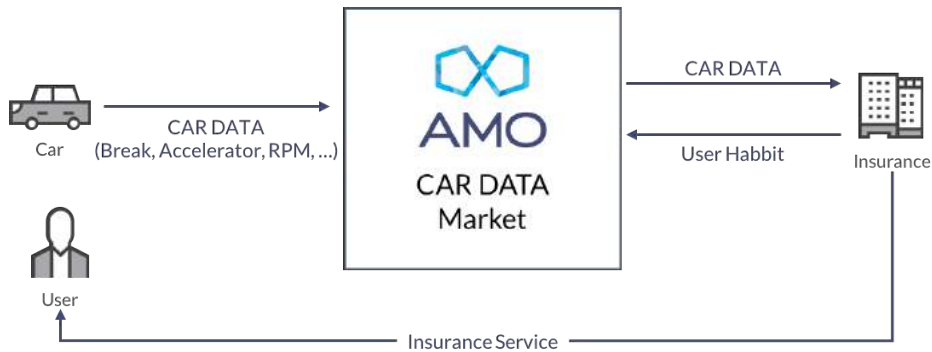 Car
CAR DATA
(Break, Accelerator, RPM, ...)
User
AMO
CAR DATA
Market
CAR DATA
User Habbit
Insurance
Insurance Service